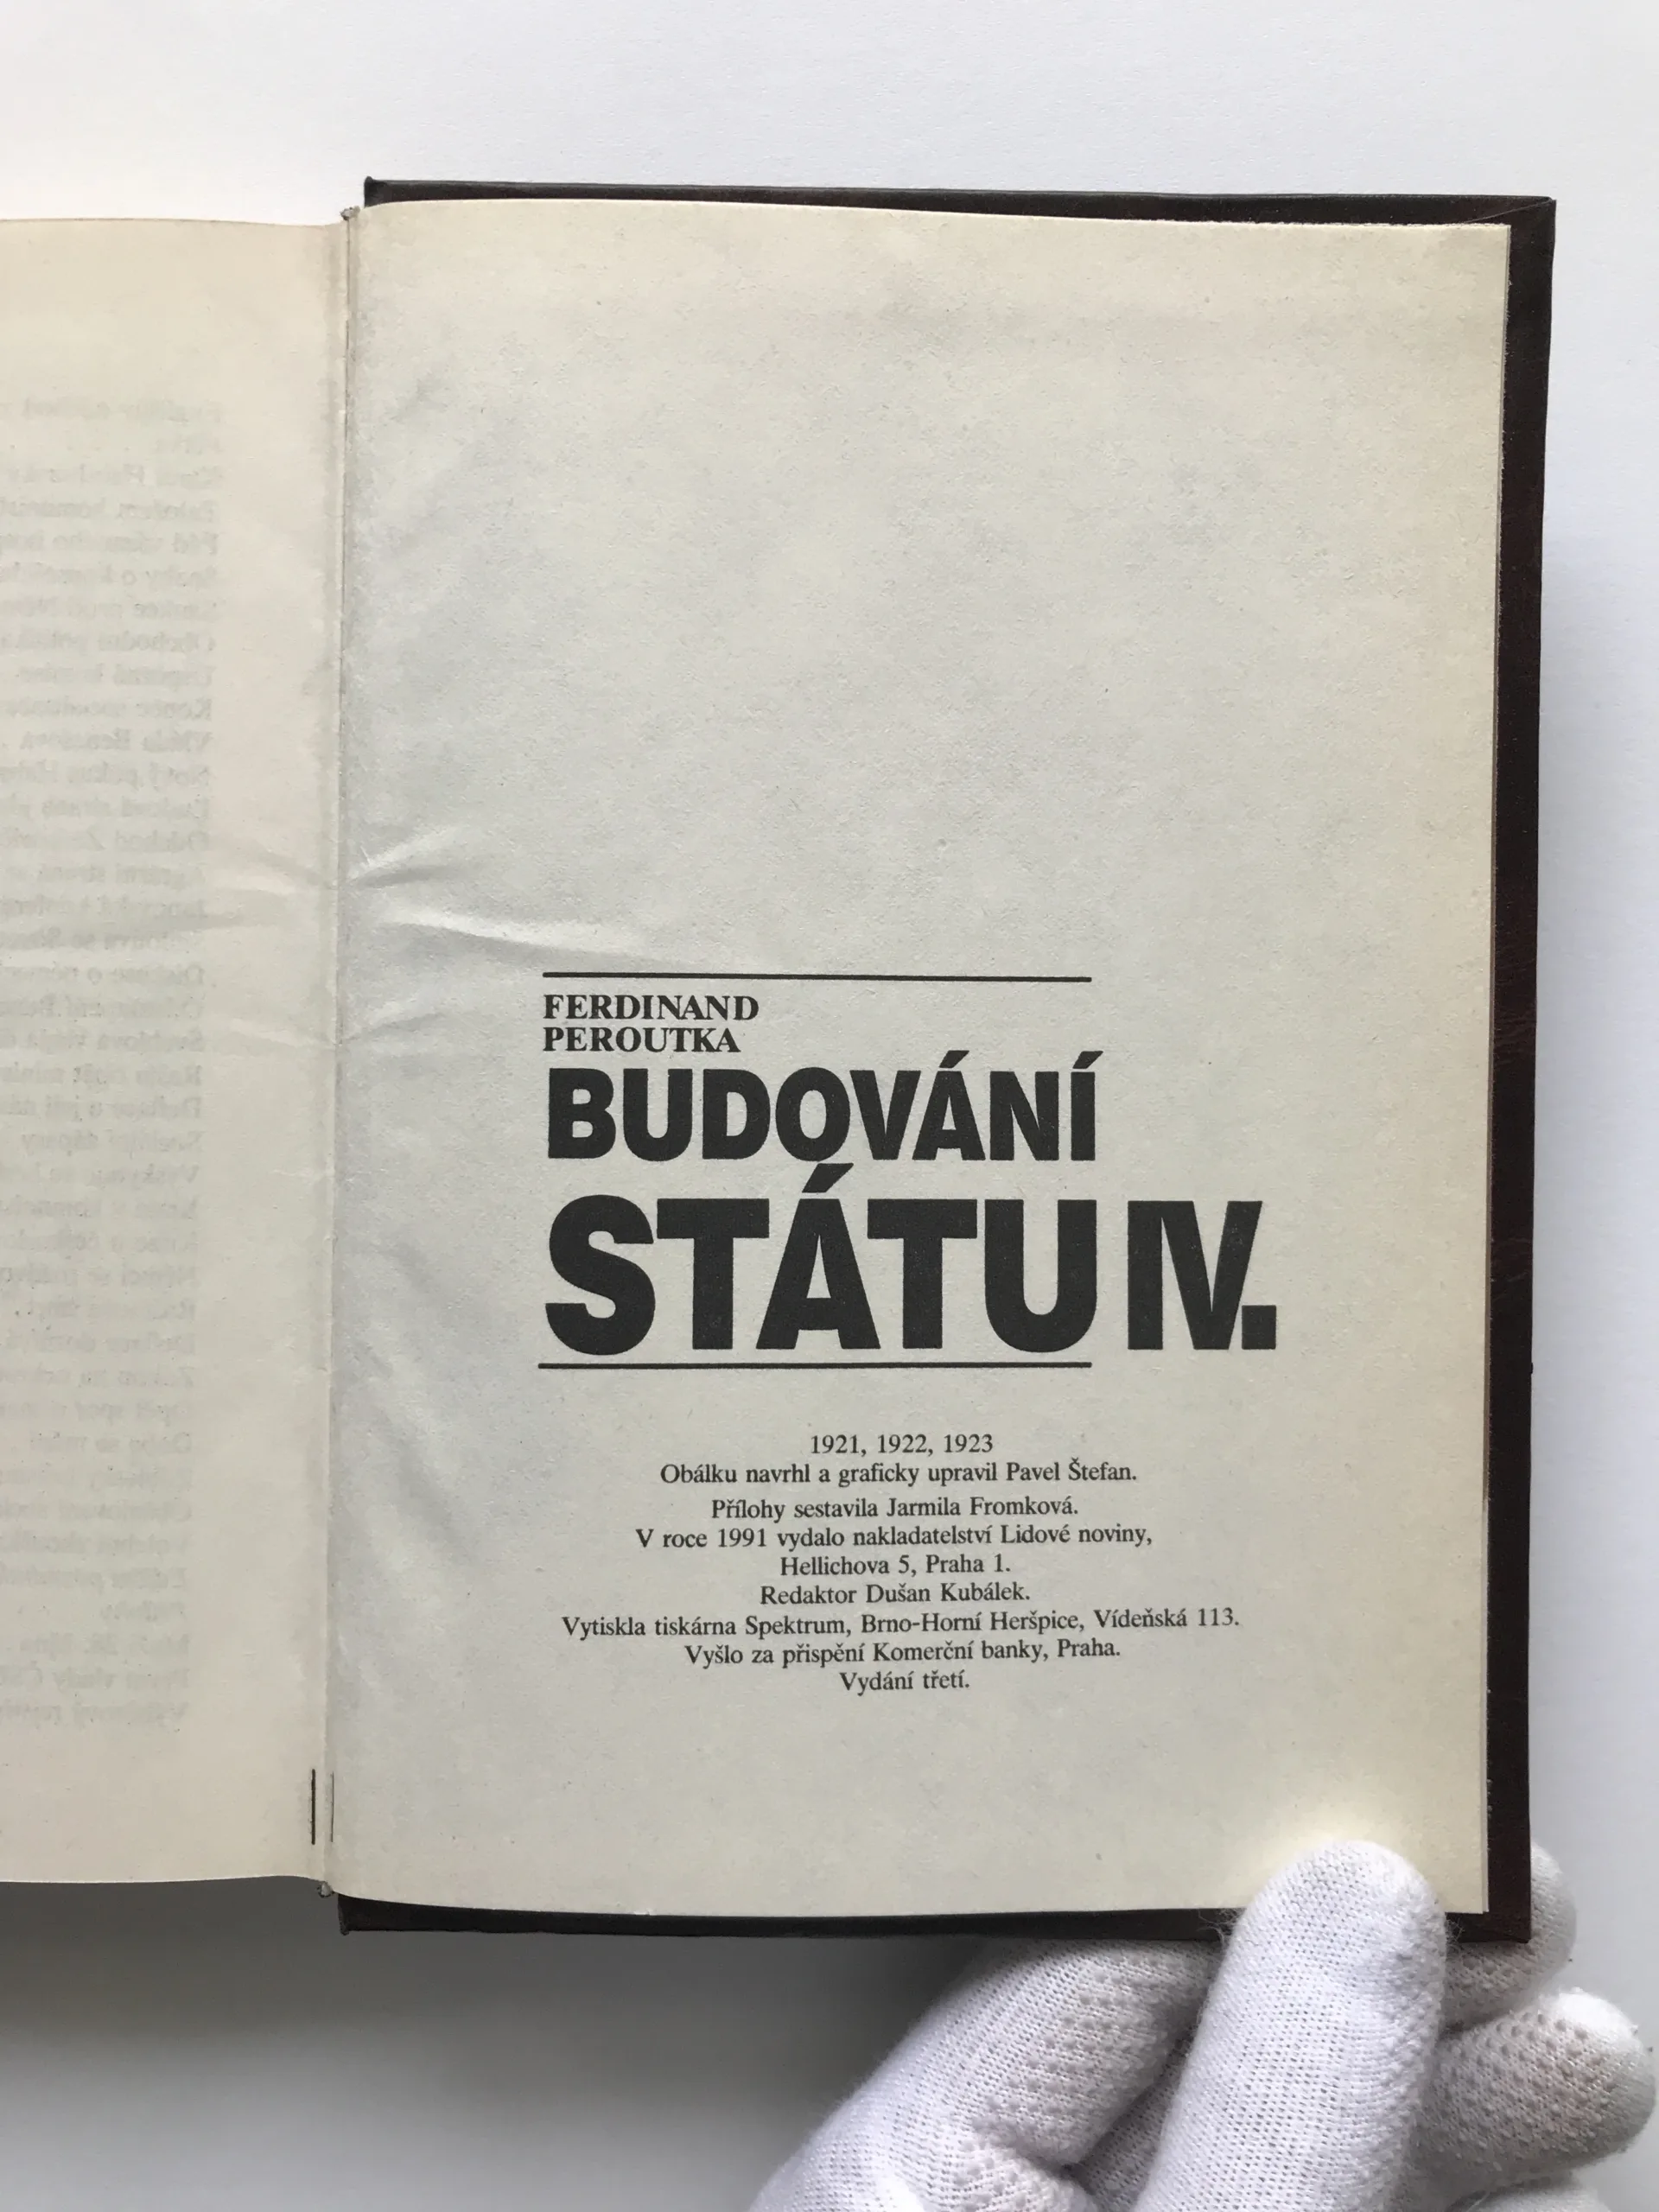 FERDINAND
PEROUTKA
BUDOVÁNÍ
STÁTU IV.
1921, 1922, 1923
Obálku navrhl a graficky upravil Pavel Štefan.
Přílohy sestavila Jarmila Fromková.
V roce 1991 vydalo nakladatelství Lidové noviny,
Hellichova 5, Praha 1.
Redaktor Dušan Kubálek.
Vytiskla tiskárna Spektrum, Brno-Horní Heršpice, Vídeňská 113.
Vyšlo za přispění Komerční banky, Praha.
Vydání třetí.